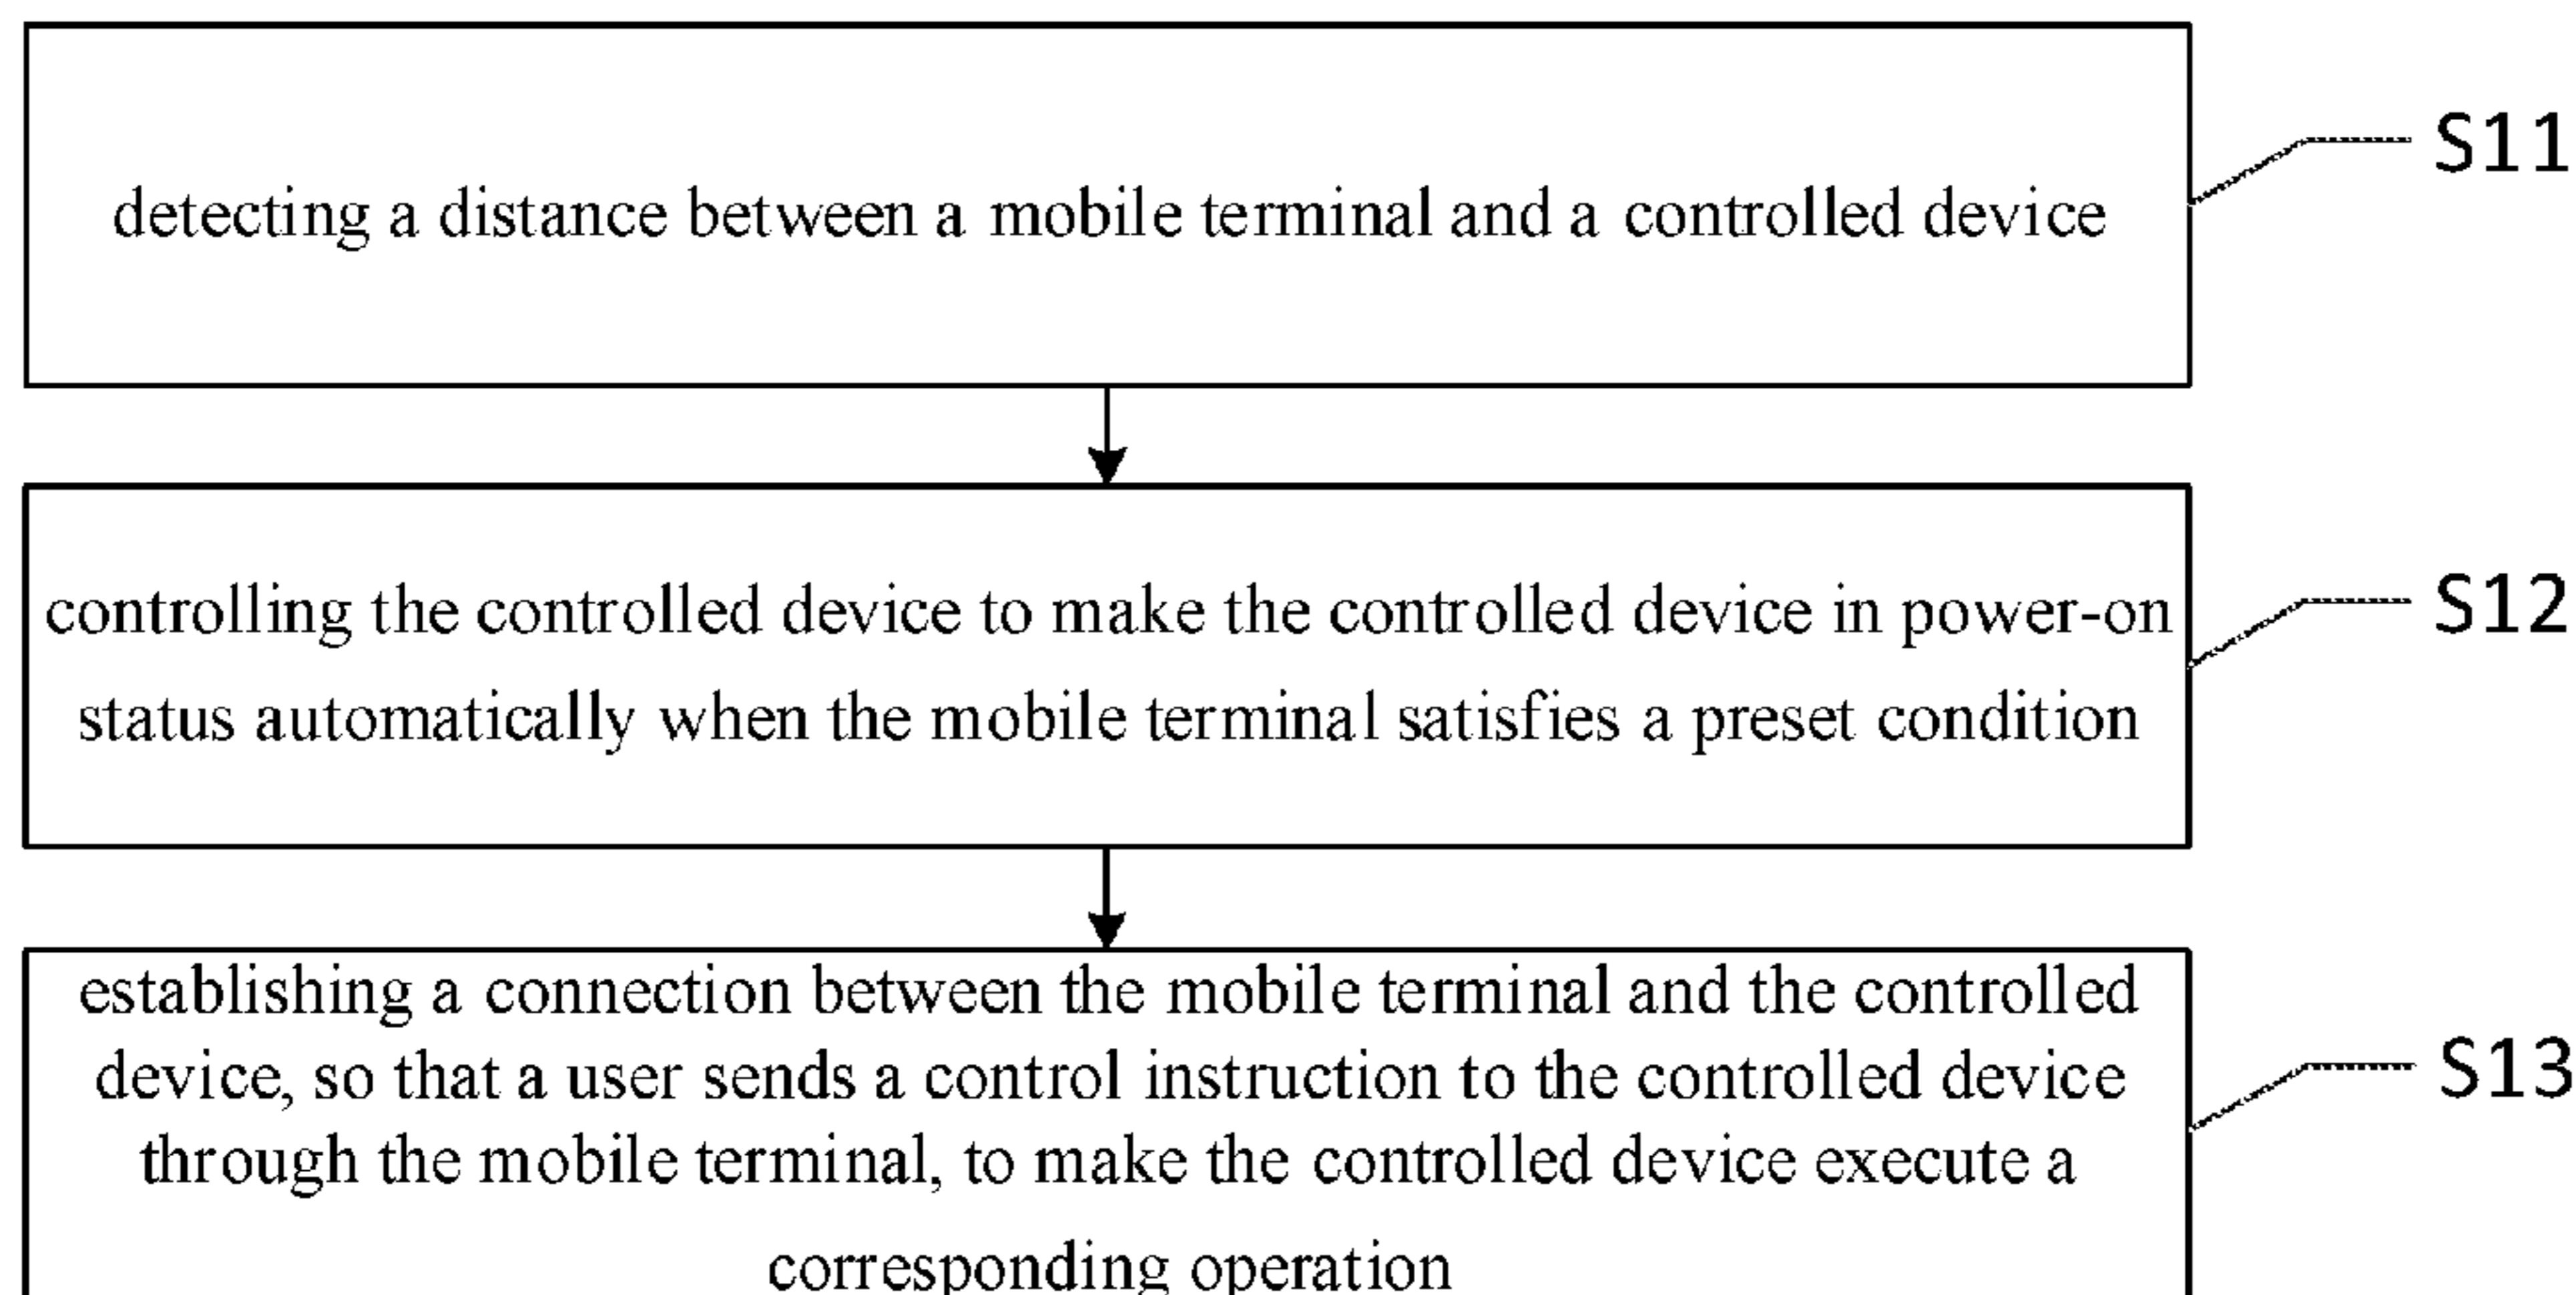 detecting a distance between a mobile terminal and a controlled device
S11
controlling the controlled device to make the controlled device in power-on
status automatically when the mobile terminal satisfies a preset condition
S12
establishing a connection between the mobile terminal and the controlled
device, so that a user sends a control instruction to the controlled device
through the mobile terminal, to make the controlled device execute a
corresponding operation
S13